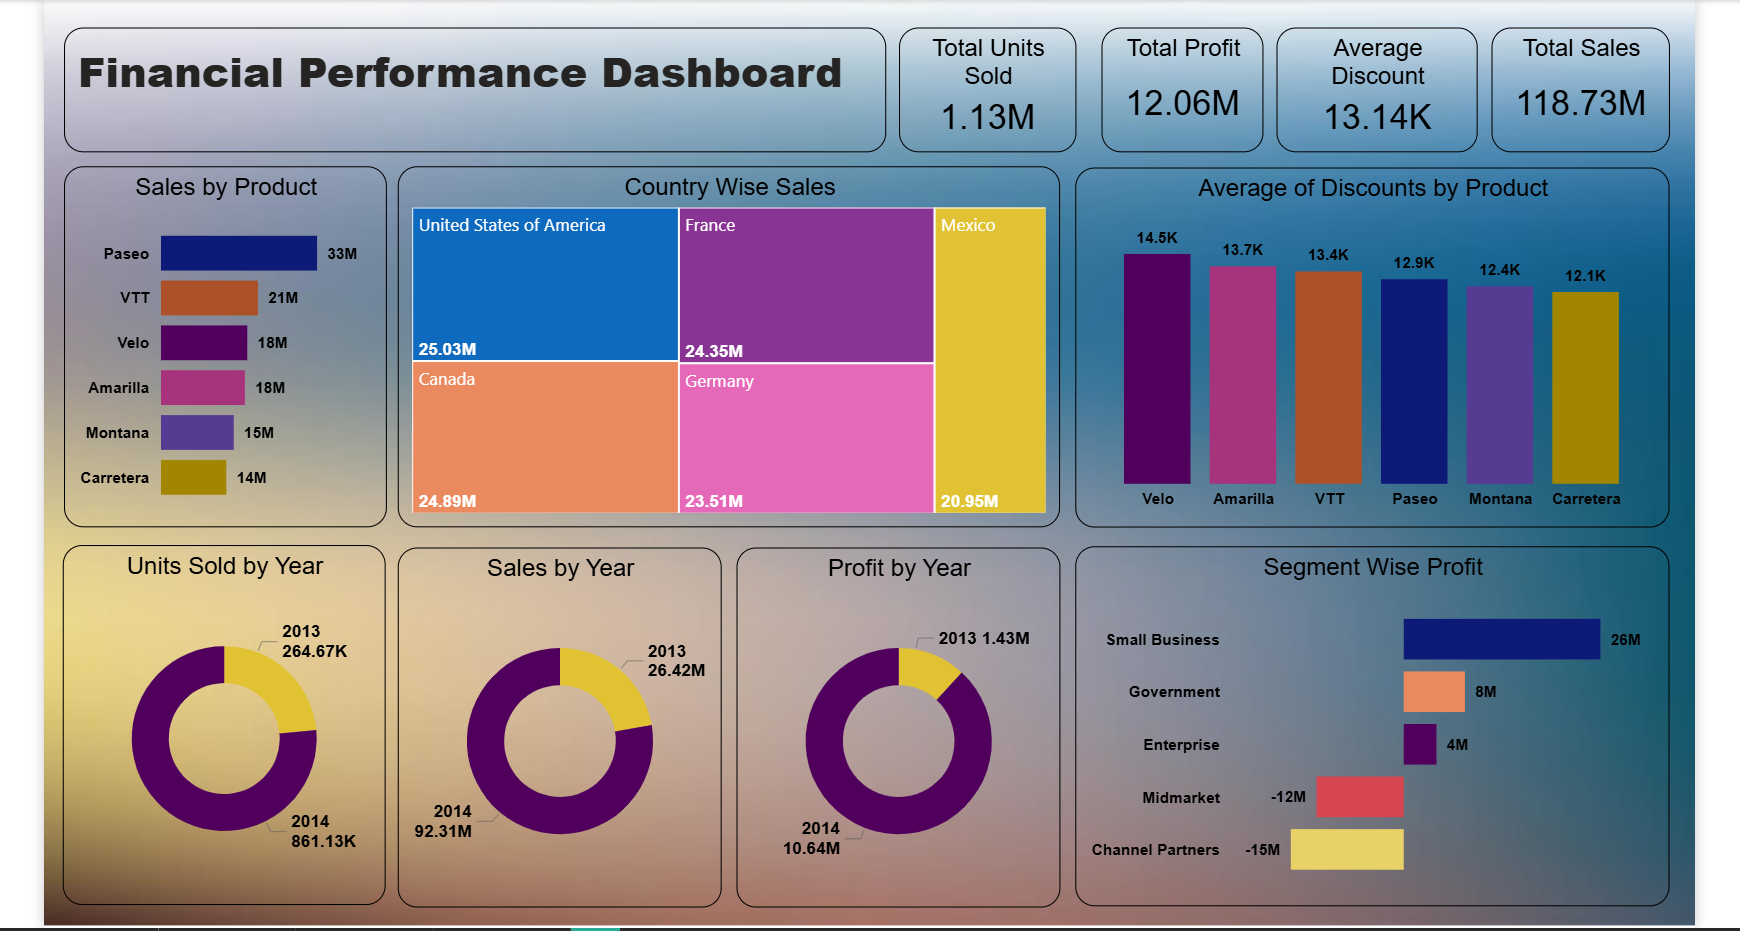 Financial Performance Dashboard
Total Units
Sold
1.13M
Total Profit
12.06M
Average
Discount
13.14K
Total Sales
118.73M
Sales by Product
Paseo 33M
VTT 21M
Velo 18M
Amarilla 18M
Montana 15M
Carretera 14M
Country Wise Sales
United States of America
25.03M
Canada
24.89M
France
24.35M
Germany
23.51M
Mexico
20.95M
Average of Discounts by Product
14.5K 13.7K 13.4K 12.9K 12.4K 12.1K
Velo Amarilla VTT Paseo Montana Carretera
Units Sold by Year
2013
264.67K
2014
861.13K
Sales by Year
2013
26.42M
2014
92.31M
Profit by Year
2013 1.43M
2014
10.64M
Segment Wise Profit
Small Business 26M
Government 8M
Enterprise 4M
Midmarket -12M
Channel Partners -15M